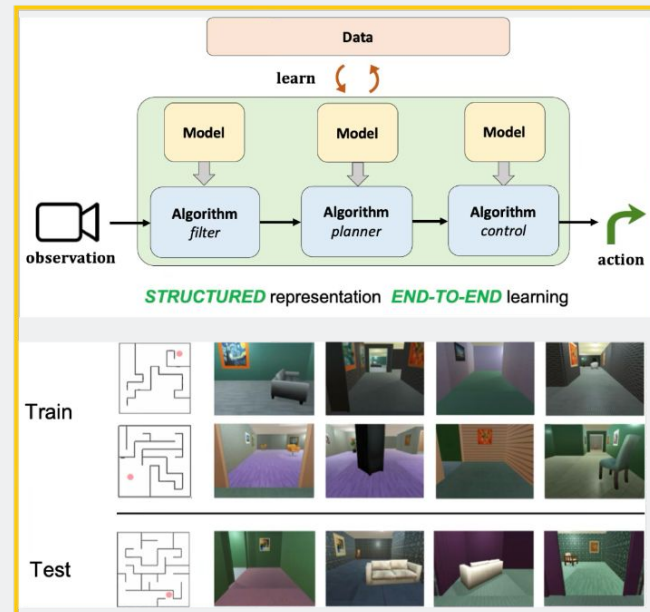 Data
learn
Model Model Model
Algorithm Algorithm Algorithm
filter planner control
observation action
STRUCTURED representation END-TO-END learning
Train
Test